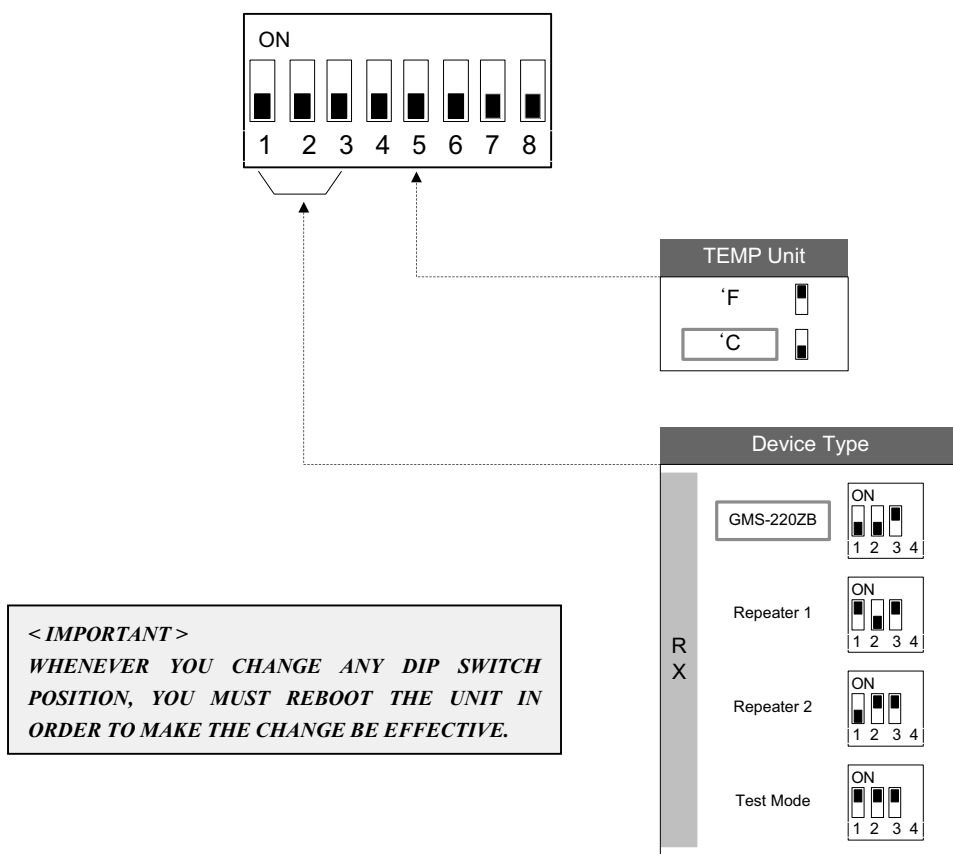 ON
1 2 3 4 5 6 7 8
TEMP Unit
‘F
‘C
Device Type
RX
GMS-220ZB
ON
1 2 3 4
Repeater 1
ON
1 2 3 4
Repeater 2
ON
1 2 3 4
Test Mode
ON
1 2 3 4
< IMPORTANT >
WHENEVER YOU CHANGE ANY DIP SWITCH
POSITION, YOU MUST REBOOT THE UNIT IN
ORDER TO MAKE THE CHANGE BE EFFECTIVE.